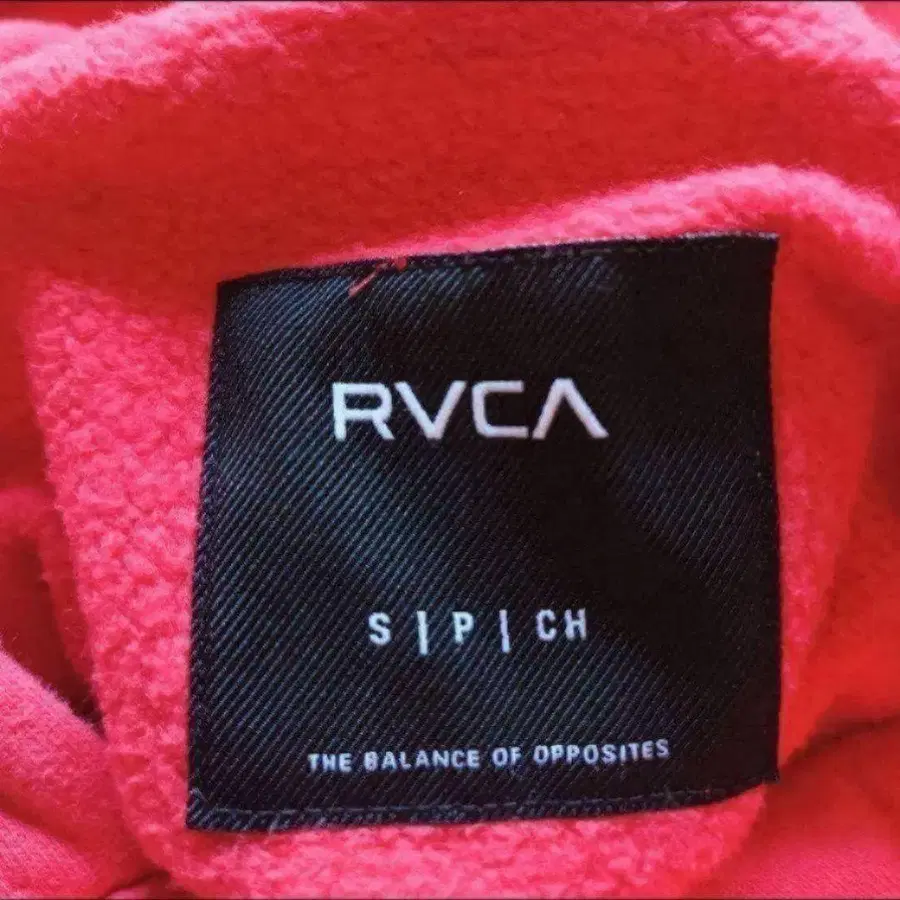 RVCA
S | P | CH
THE BALANCE OF OPPOSITES